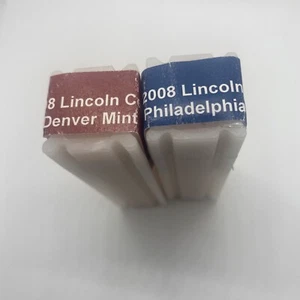 8 Lincoln C
Denver Mint
2008 Lincoln
Philadelphia